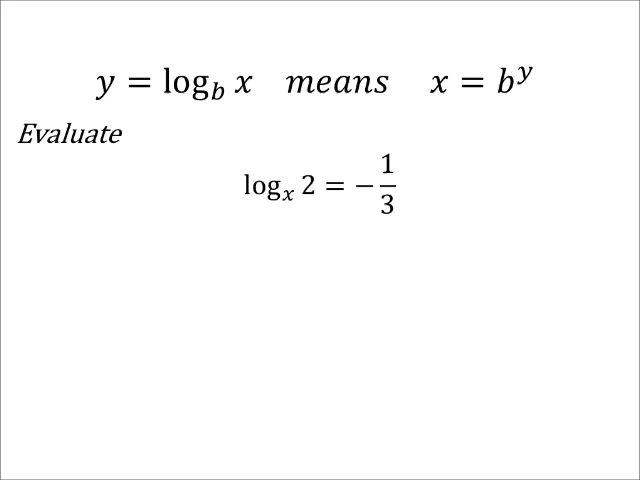 y = log_b x means x = b^y
Evaluate
log_x 2 = -1/3